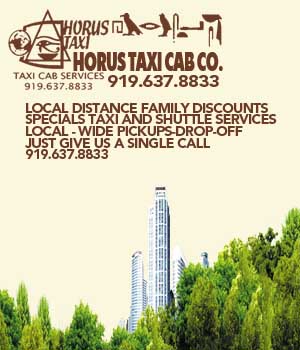 HORUS
TAXI
TAXI CAB SERVICES
919.637.8833
HORUS TAXI CAB CO.
919.637.8833
LOCAL DISTANCE FAMILY DISCOUNTS
SPECIALS TAXI AND SHUTTLE SERVICES
LOCAL - WIDE PICKUPS-DROP-OFF
JUST GIVE US A SINGLE CALL
919.637.8833